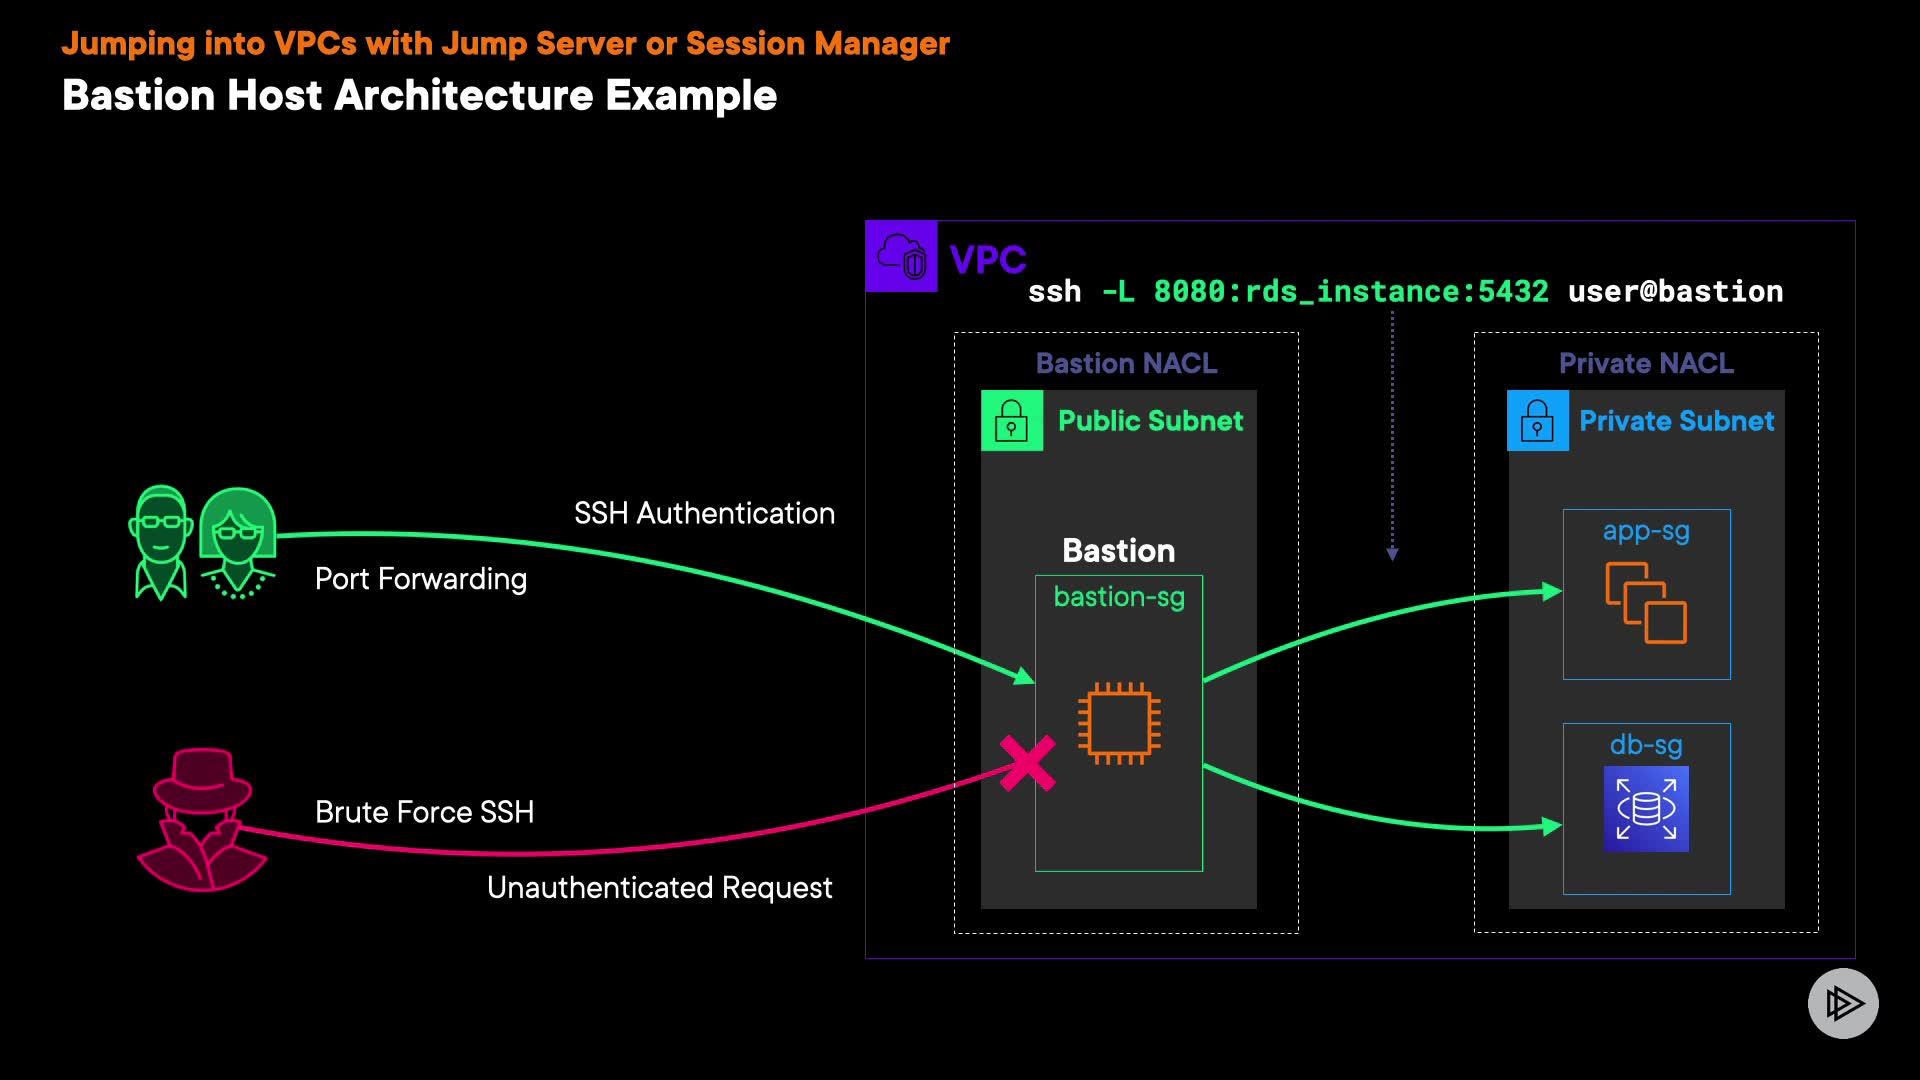 Jumping into VPCs with Jump Server or Session Manager
Bastion Host Architecture Example
VPC
ssh -L 8080:rds_instance:5432 user@bastion
Bastion NACL
Private NACL
Public Subnet
Private Subnet
SSH Authentication
app-sg
Bastion
Port Forwarding
bastion-sg
db-sg
Brute Force SSH
Unauthenticated Request